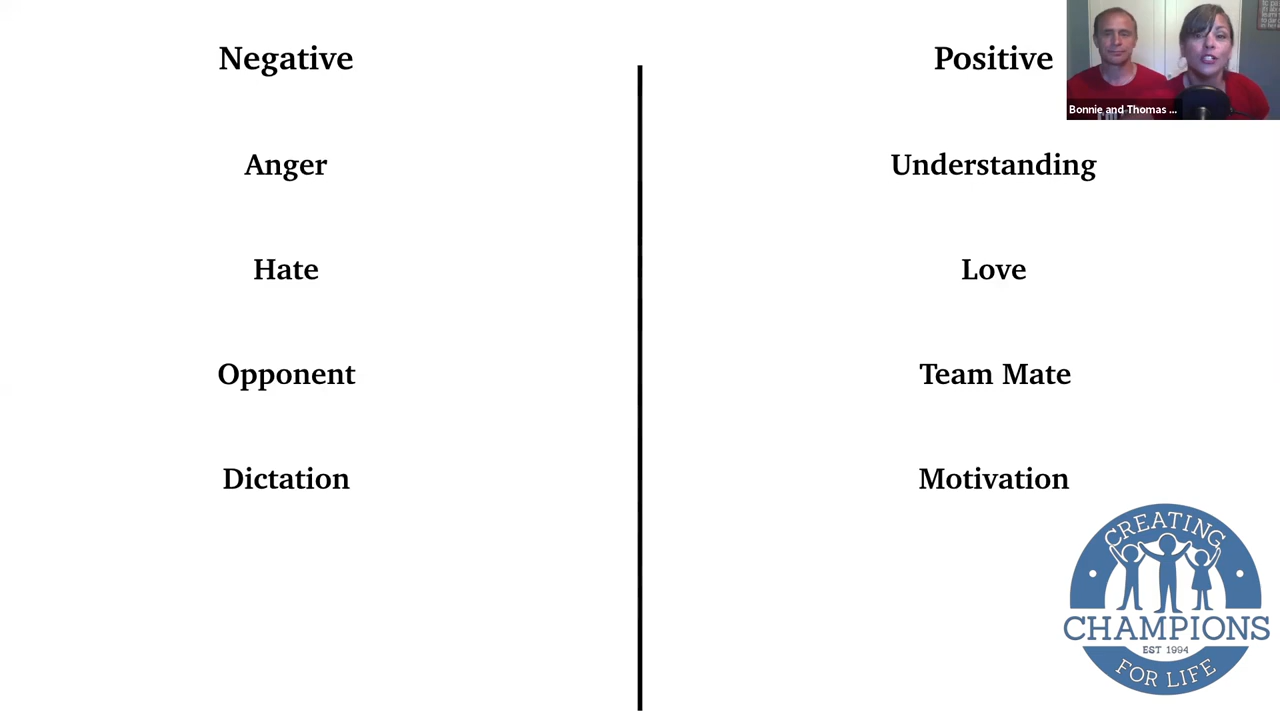 Negative
Positive
Anger
Understanding
Hate
Love
Opponent
Team Mate
Dictation
Motivation
Bonnie and Thomas ...
CREATING
CHAMPIONS
EST 1994
FOR LIFE